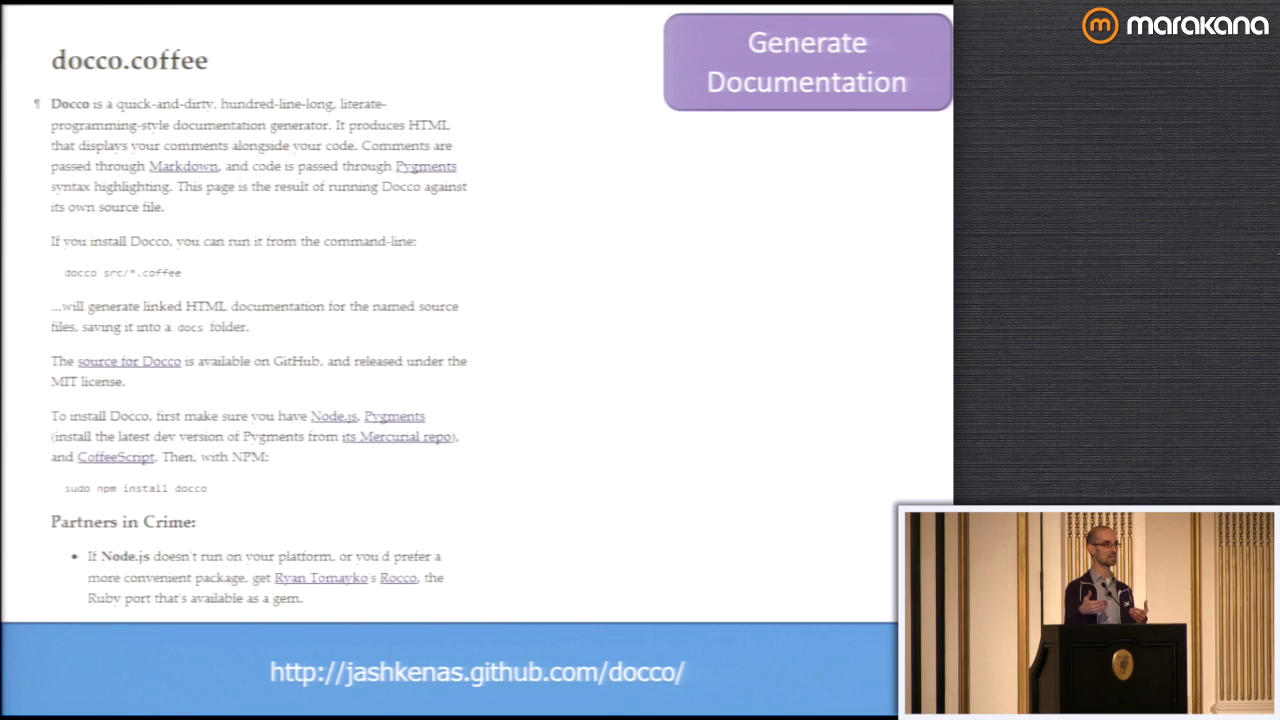 marakana
Generate
Documentation
docco.coffee
¶ Docco is a quick-and-dirty, hundred-line-long, literate-
programming-style documentation generator. It produces HTML
that displays your comments alongside your code. Comments are
passed through Markdown, and code is passed through Pygments
syntax highlighting. This page is the result of running Docco against
its own source file.
If you install Docco, you can run it from the command-line:
docco src/*.coffee
...will generate linked HTML documentation for the named source
files, saving it into a docs folder.
The source for Docco is available on GitHub, and released under the
MIT license.
To install Docco, first make sure you have Node.js, Pygments
(install the latest dev version of Pygments from its Mercurial repo),
and CoffeeScript. Then, with NPM:
sudo npm install docco
Partners in Crime:
• If Node.js doesn't run on your platform, or you'd prefer a
more convenient package, get Ryan Tomayko's Rocco, the
Ruby port that's available as a gem.
http://jashkenas.github.com/docco/